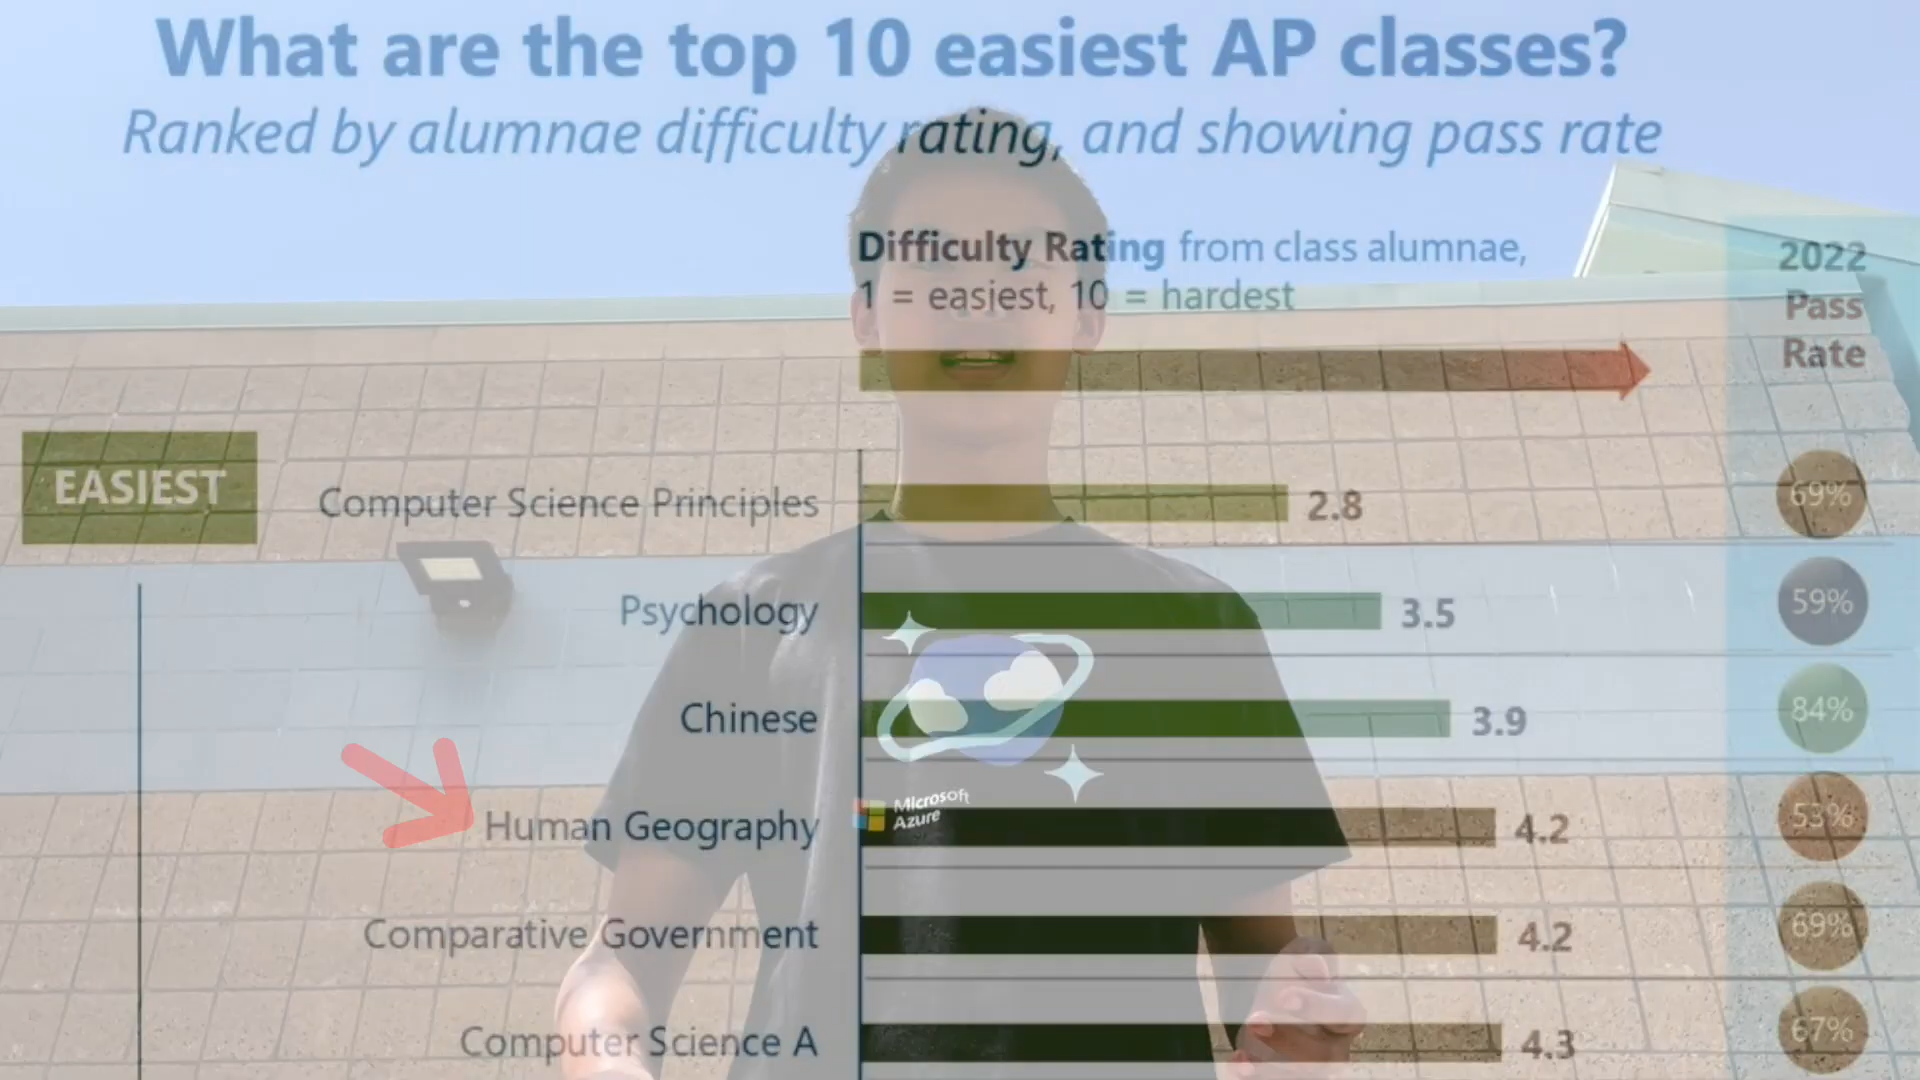 What are the top 10 easiest AP classes?
Ranked by alumnae difficulty rating, and showing pass rate
Difficulty Rating from class alumnae,
1 = easiest, 10 = hardest
2022
Pass
Rate
EASIEST
Computer Science Principles 2.8 69%
Psychology 3.5 59%
Chinese 3.9 84%
Microsoft
Azure
Human Geography 4.2 53%
Comparative Government 4.2 69%
Computer Science A 4.3 67%